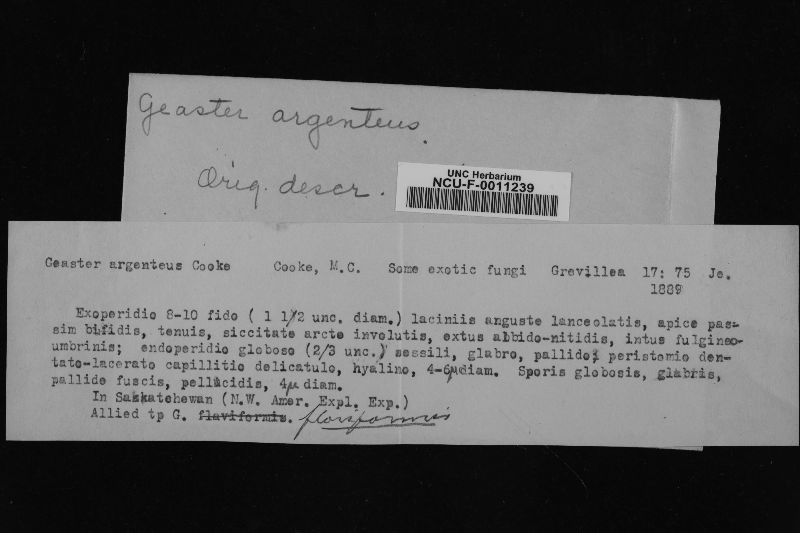 Geaster argenteus.
Orig. descr.
UNC Herbarium
NCU-F-0011239
Geaster argenteus Cooke Cooke, M.C. Some exotic fungi Grevillea 17: 75 Je.
1889
Exoperidio 8-10 fido ( 1 1/2 unc. diam.) laciniis anguste lanceolatis, apice pas-
sim bifidis, tenuis, siccitate arcte involutis, extus albido-nitidis, intus fulgineo-
umbrinis; endoperidio globoso (2/3 unc.) sessili, glabro, pallido; peristomio den-
tato-lacerato capillitio delicatulo, hyalino, 4-6µ diam. Sporis globosis, glabris,
pallide fuscis, pellucidis, 4µ diam.
In Saskatchewan (N.W. Amer. Expl. Exp.)
Allied tp G. flaviformis. floriformis